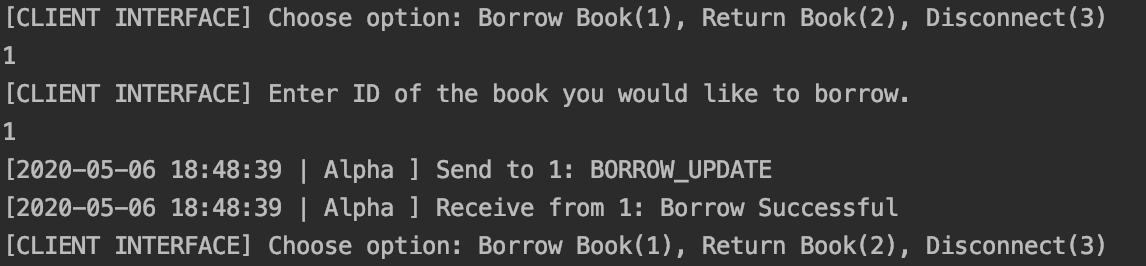 [CLIENT INTERFACE] Choose option: Borrow Book(1), Return Book(2), Disconnect(3)
1
[CLIENT INTERFACE] Enter ID of the book you would like to borrow.
1
[2020-05-06 18:48:39 | Alpha ] Send to 1: BORROW_UPDATE
[2020-05-06 18:48:39 | Alpha ] Receive from 1: Borrow Successful
[CLIENT INTERFACE] Choose option: Borrow Book(1), Return Book(2), Disconnect(3)